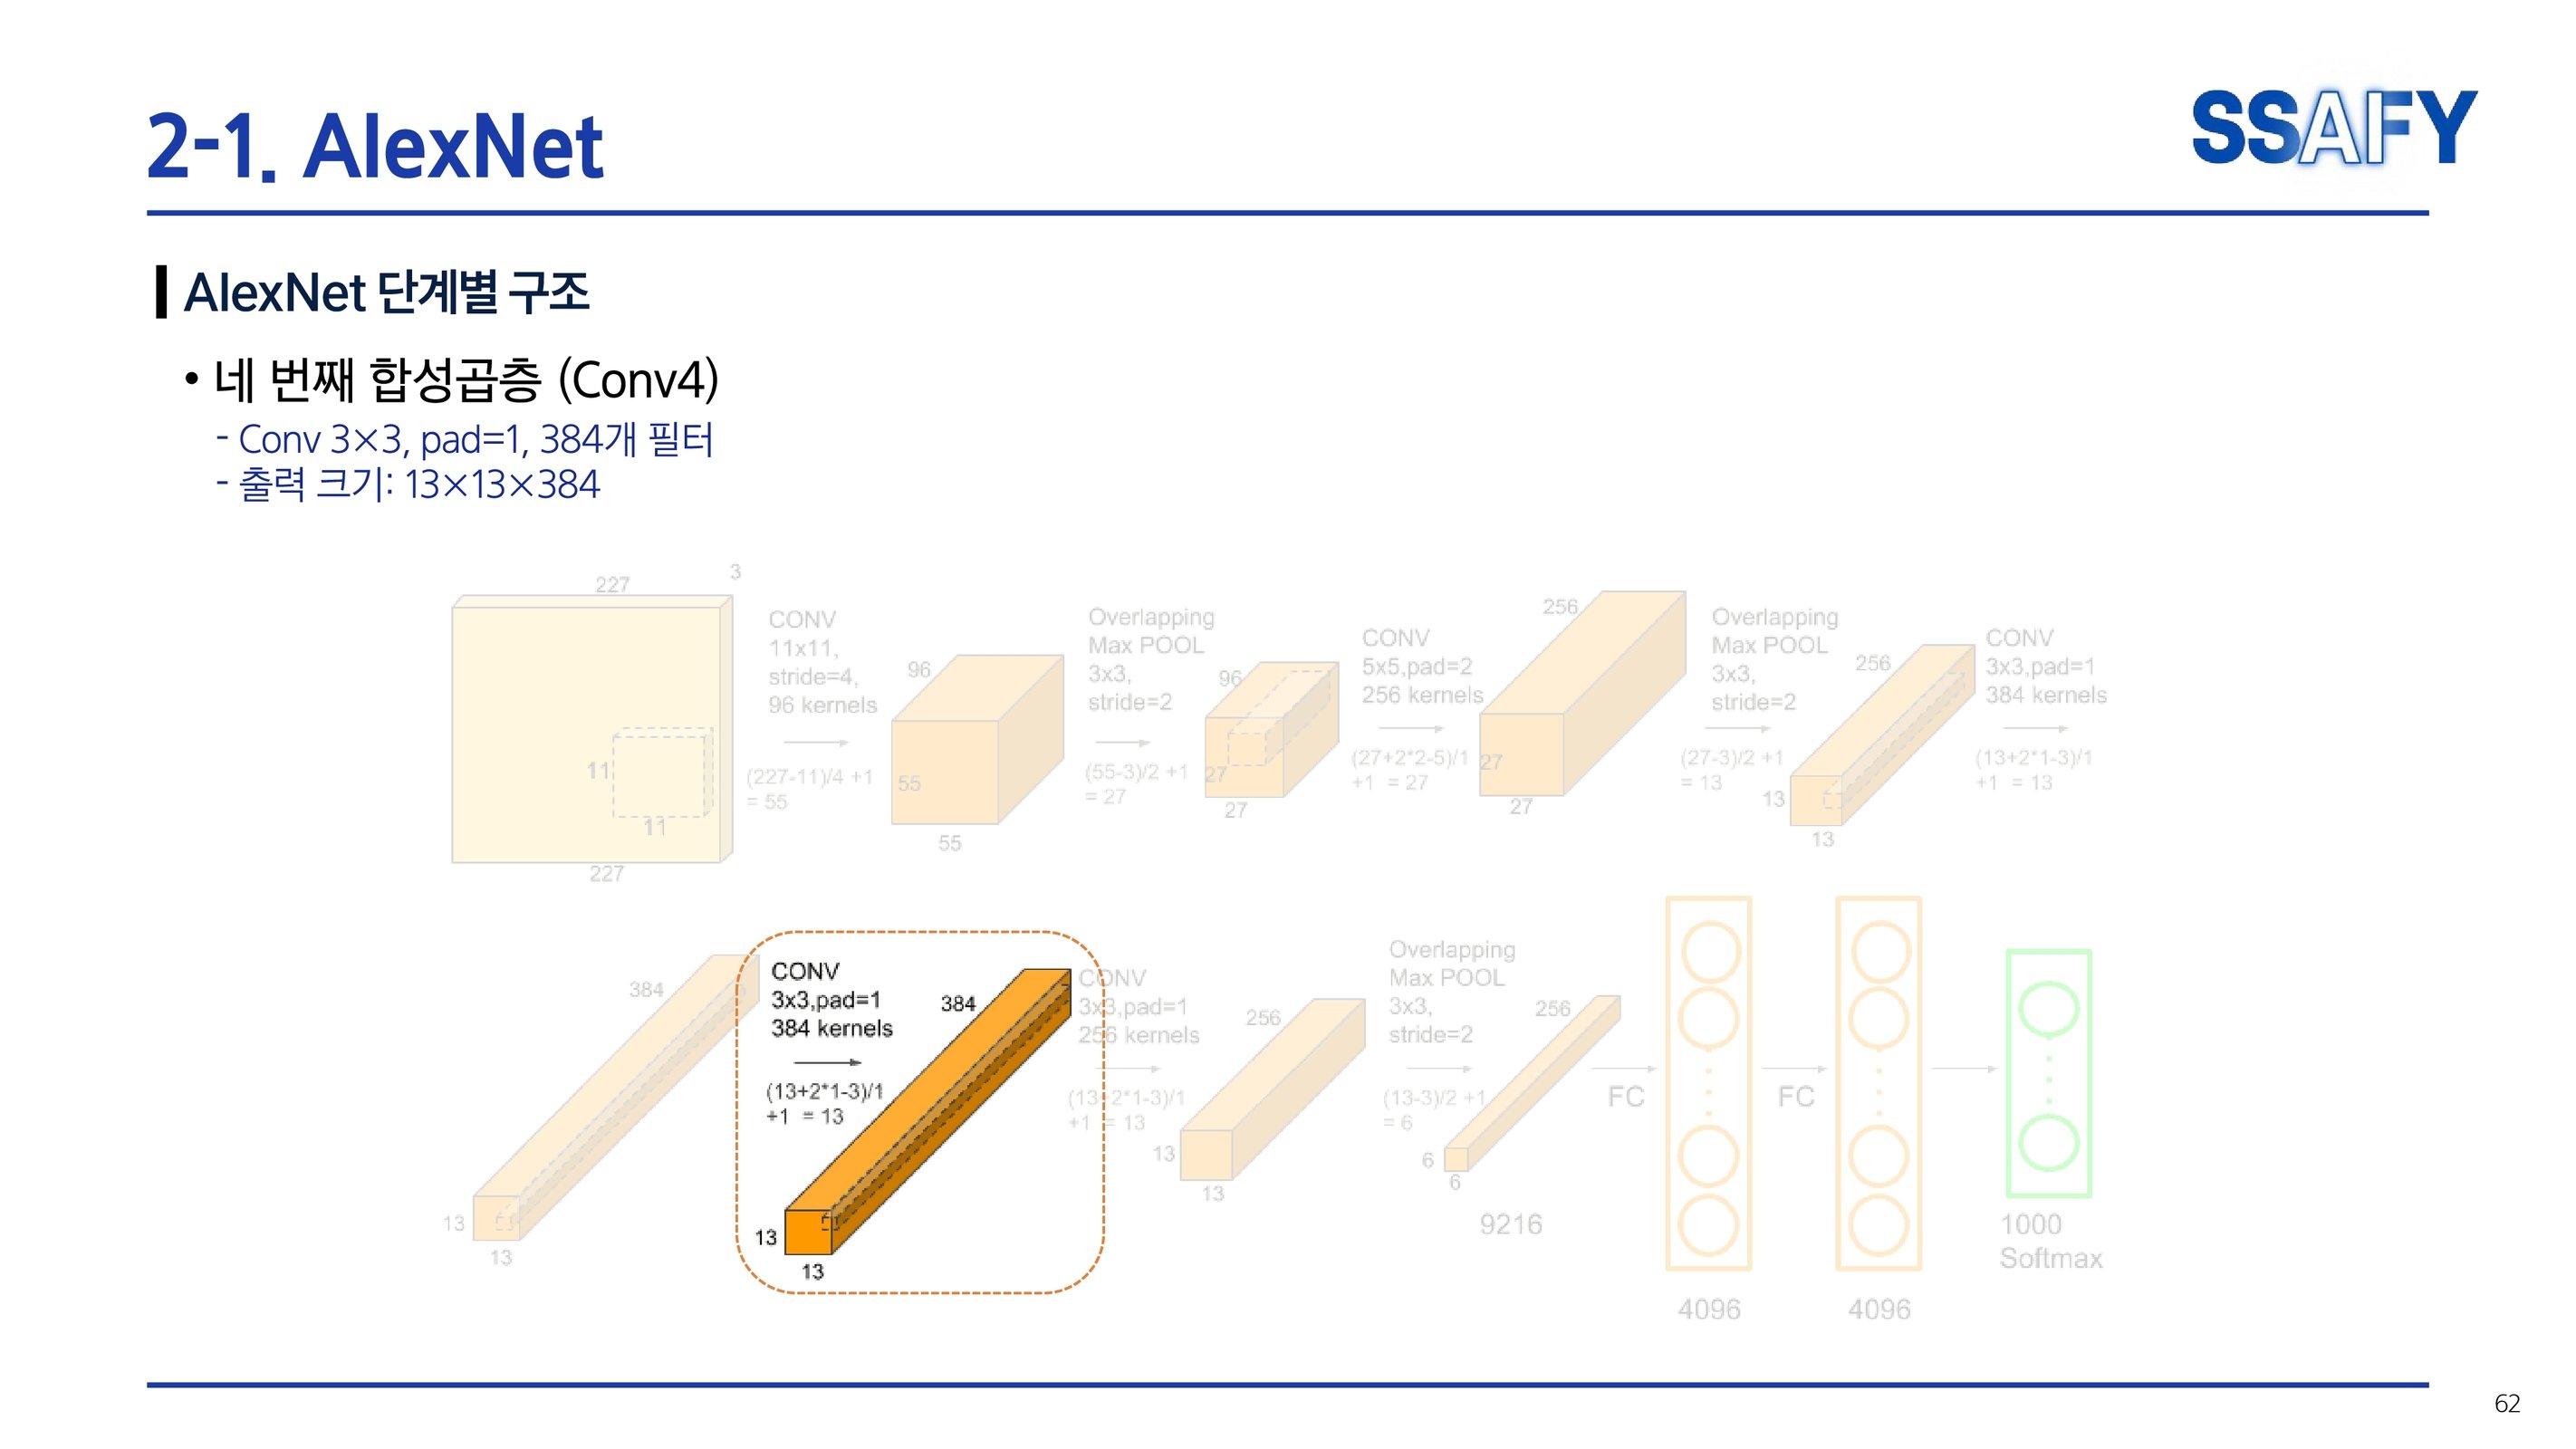 2-1. AlexNet
SSAFY
AlexNet 단계별 구조
• 네 번째 합성곱층 (Conv4)
- Conv 3×3, pad=1, 384개 필터
- 출력 크기: 13×13×384
227
3
11
11
227
CONV
11x11,
stride=4,
96 kernels
(227-11)/4 +1
= 55
96
55
55
Overlapping
Max POOL
3x3,
stride=2
(55-3)/2 +1
= 27
96
27
27
CONV
5x5,pad=2
256 kernels
(27+2*2-5)/1
+1 = 27
256
27
27
Overlapping
Max POOL
3x3,
stride=2
(27-3)/2 +1
= 13
256
13
13
CONV
3x3,pad=1
384 kernels
(13+2*1-3)/1
+1 = 13
384
13
13
CONV
3x3,pad=1
384 kernels
(13+2*1-3)/1
+1 = 13
384
13
13
CONV
3x3,pad=1
256 kernels
(13+2*1-3)/1
+1 = 13
256
13
13
Overlapping
Max POOL
3x3,
stride=2
(13-3)/2 +1
= 6
256
6
6
9216
FC
4096
FC
4096
1000
Softmax
62